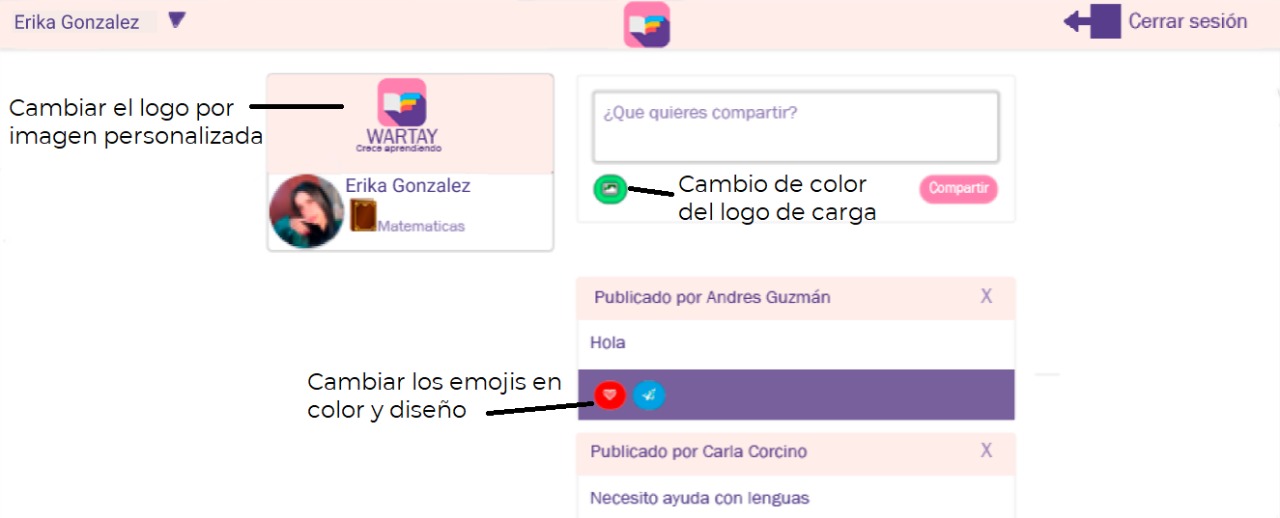 Erika Gonzalez
Cerrar sesión
Cambiar el logo por
imagen personalizada
WARTAY
Crece aprendiendo
Erika Gonzalez
Matematicas
¿Que quieres compartir?
Cambio de color
del logo de carga
Compartir
Publicado por Andres Guzmán X
Hola
Cambiar los emojis en
color y diseño
Publicado por Carla Corcino X
Necesito ayuda con lenguas